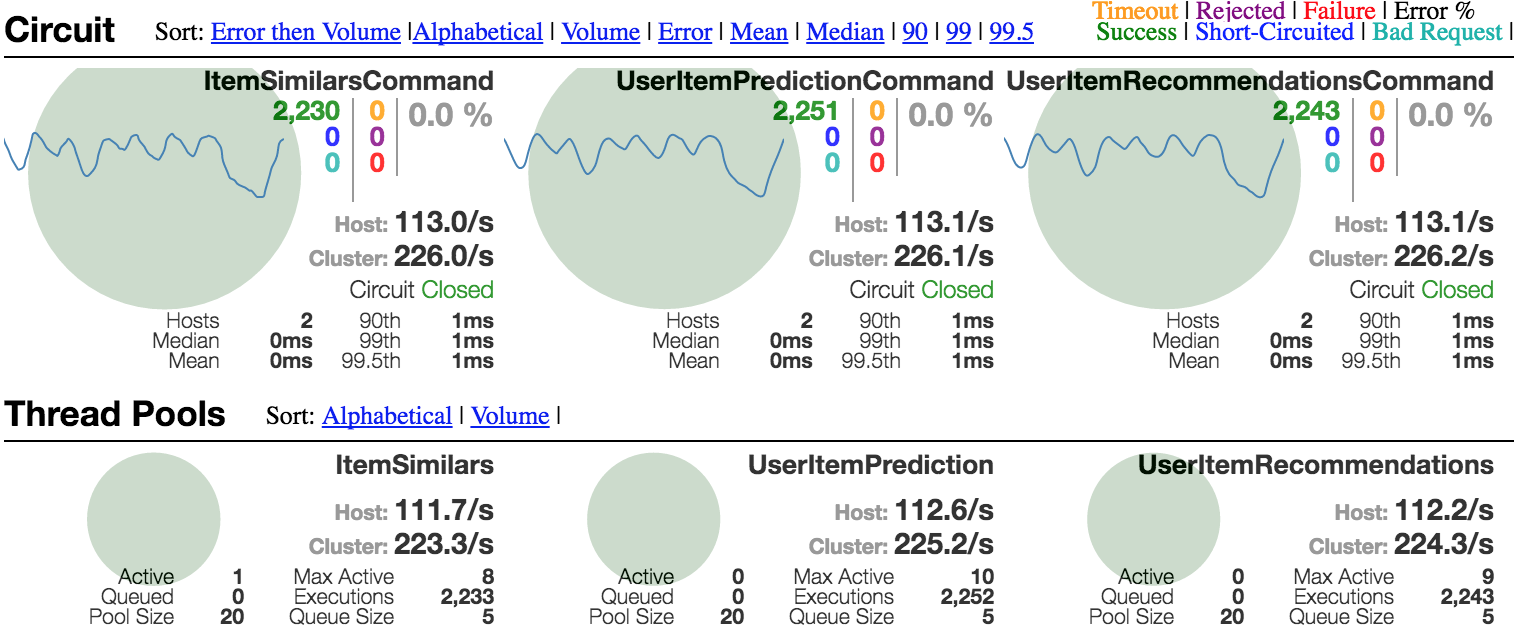 Timeout | Rejected | Failure | Error %
Circuit Sort: Error then Volume |Alphabetical | Volume | Error | Mean | Median | 90 | 99 | 99.5 Success | Short-Circuited | Bad Request |
ItemSimilarsCommand UserItemPredictionCommand UserItemRecommendationsCommand
2,230 0 0.0 % 2,251 0 0.0 % 2,243 0 0.0 %
0 0 0 0 0 0
0 0 0 0 0 0
Host: 113.0/s Host: 113.1/s Host: 113.1/s
Cluster: 226.0/s Cluster: 226.1/s Cluster: 226.2/s
Circuit Closed Circuit Closed Circuit Closed
Hosts 2 90th 1ms Hosts 2 90th 1ms Hosts 2 90th 1ms
Median 0ms 99th 1ms Median 0ms 99th 1ms Median 0ms 99th 1ms
Mean 0ms 99.5th 1ms Mean 0ms 99.5th 1ms Mean 0ms 99.5th 1ms
Thread Pools Sort: Alphabetical | Volume |
ItemSimilars UserItemPrediction UserItemRecommendations
Host: 111.7/s Host: 112.6/s Host: 112.2/s
Cluster: 223.3/s Cluster: 225.2/s Cluster: 224.3/s
Active 1 Max Active 8 Active 0 Max Active 10 Active 0 Max Active 9
Queued 0 Executions 2,233 Queued 0 Executions 2,252 Queued 0 Executions 2,243
Pool Size 20 Queue Size 5 Pool Size 20 Queue Size 5 Pool Size 20 Queue Size 5